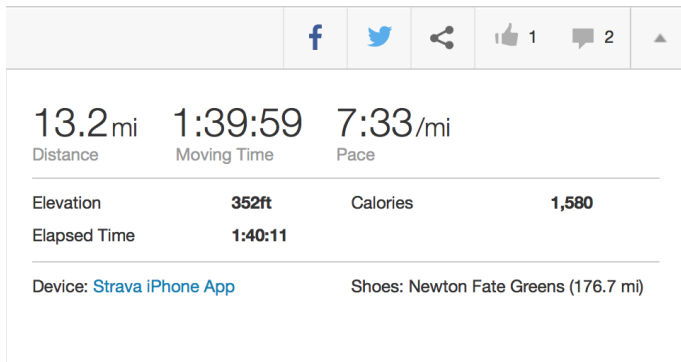 f 1 2
13.2mi 1:39:59 7:33/mi
Distance Moving Time Pace
Elevation 352ft Calories 1,580
Elapsed Time 1:40:11
Device: Strava iPhone App Shoes: Newton Fate Greens (176.7 mi)